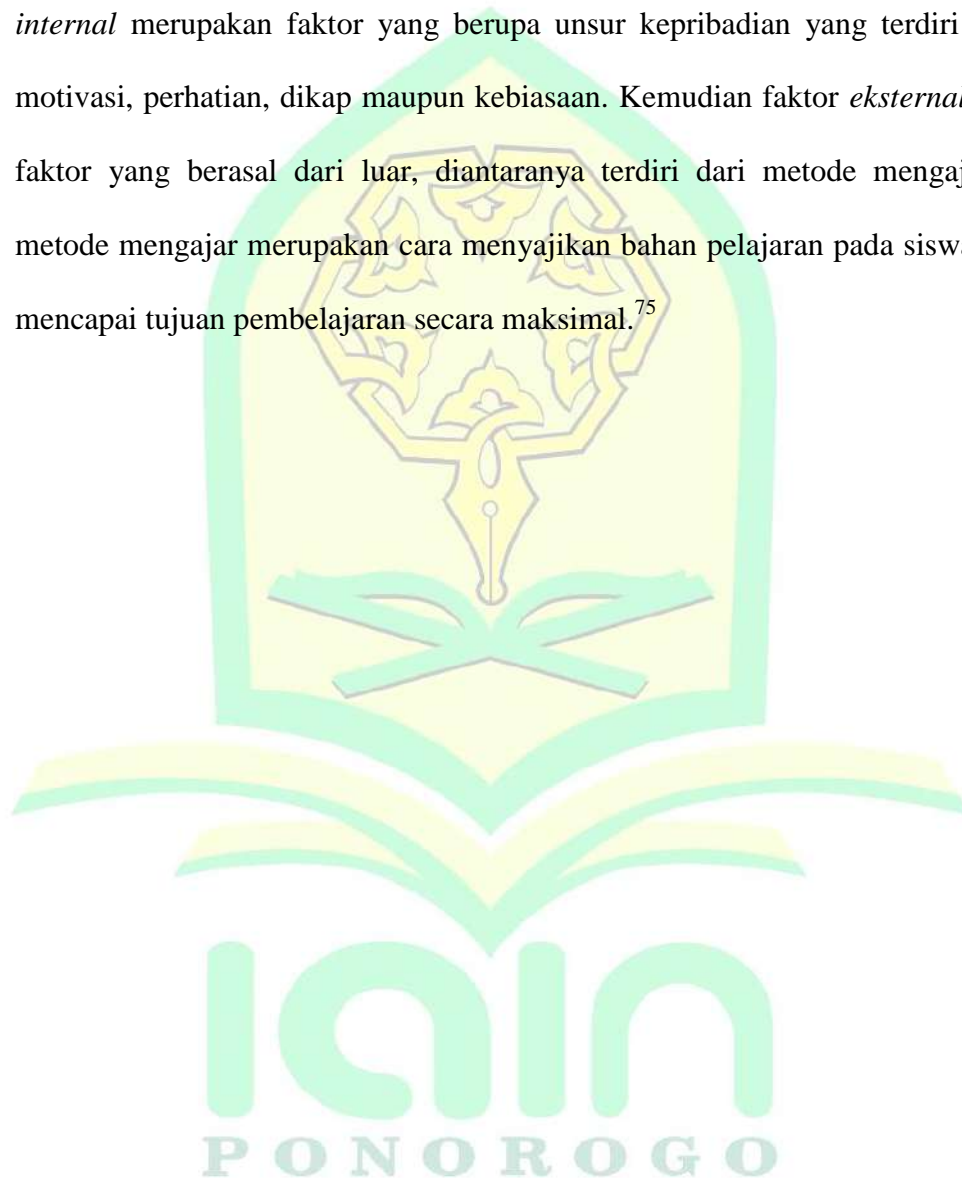 internal merupakan faktor yang berupa unsur kepribadian yang terdiri
motivasi, perhatian, dikap maupun kebiasaan. Kemudian faktor eksternal
faktor yang berasal dari luar, diantaranya terdiri dari metode
metode mengajar merupakan cara menyajikan bahan pelajaran pada
mencapai tujuan pembelajaran secara maksimal.75
iain
PONOROGO